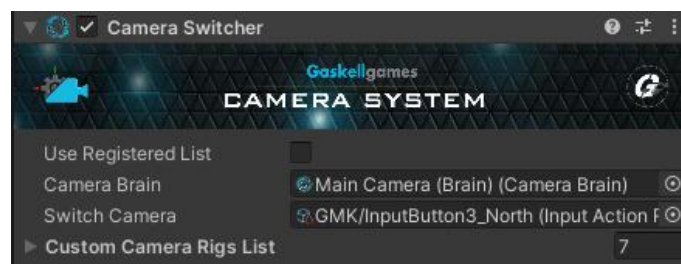 Camera Switcher
Gaskellgames
CAMERA SYSTEM
G
Use Registered List
Camera Brain Main Camera (Brain) (Camera Brain)
Switch Camera GMK/InputButton3_North (Input Action
Custom Camera Rigs List 7